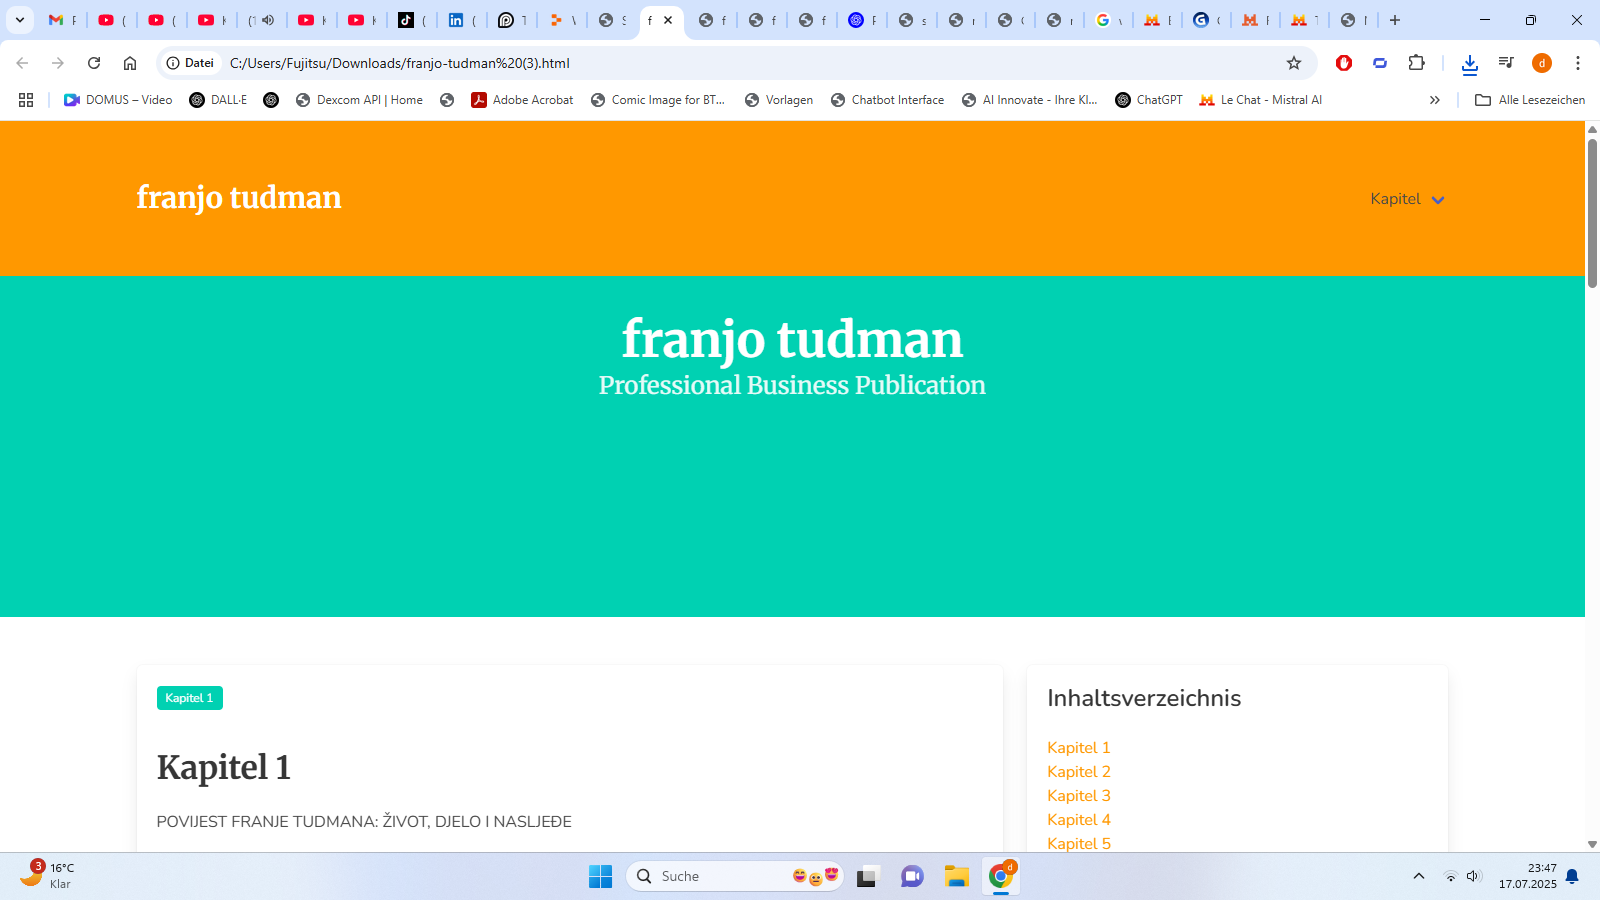 Datei
C:/Users/Fujitsu/Downloads/franjo-tudman%20(3).html
d
DOMUS – Video
DALL·E
Dexcom API | Home
Adobe Acrobat
Comic Image for BT...
Vorlagen
Chatbot Interface
AI Innovate - Ihre KI...
ChatGPT
Le Chat - Mistral AI
Alle Lesezeichen
franjo tudman
Kapitel
franjo tudman
Professional Business Publication
Kapitel 1
Kapitel 1
POVIJEST FRANJE TUDMANA: ŽIVOT, DJELO I NASLJEĐE
Inhaltsverzeichnis
Kapitel 1
Kapitel 2
Kapitel 3
Kapitel 4
Kapitel 5
3
16°C
Klar
Suche
d
23:47
17.07.2025